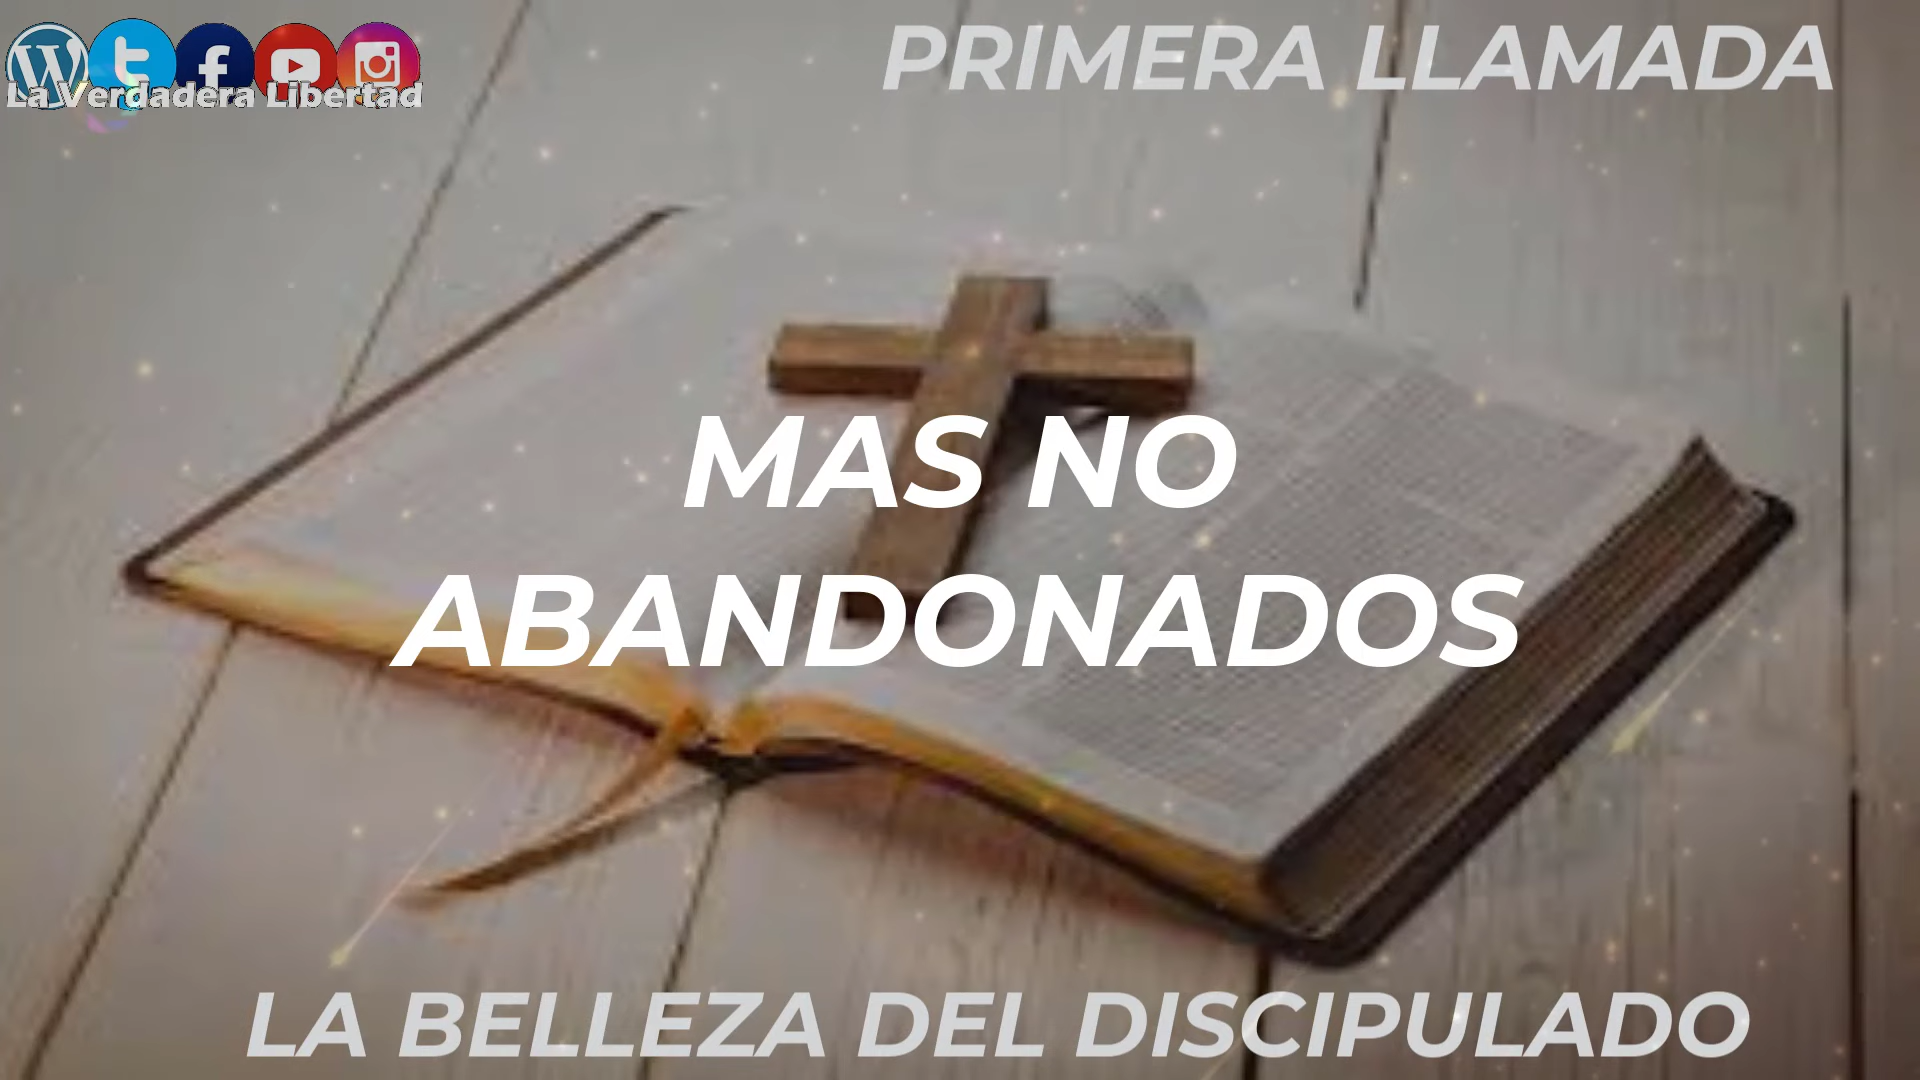 PRIMERA LLAMADA
La Verdadera Libertad
MAS NO
ABANDONADOS
LA BELLEZA DEL DISCIPULADO